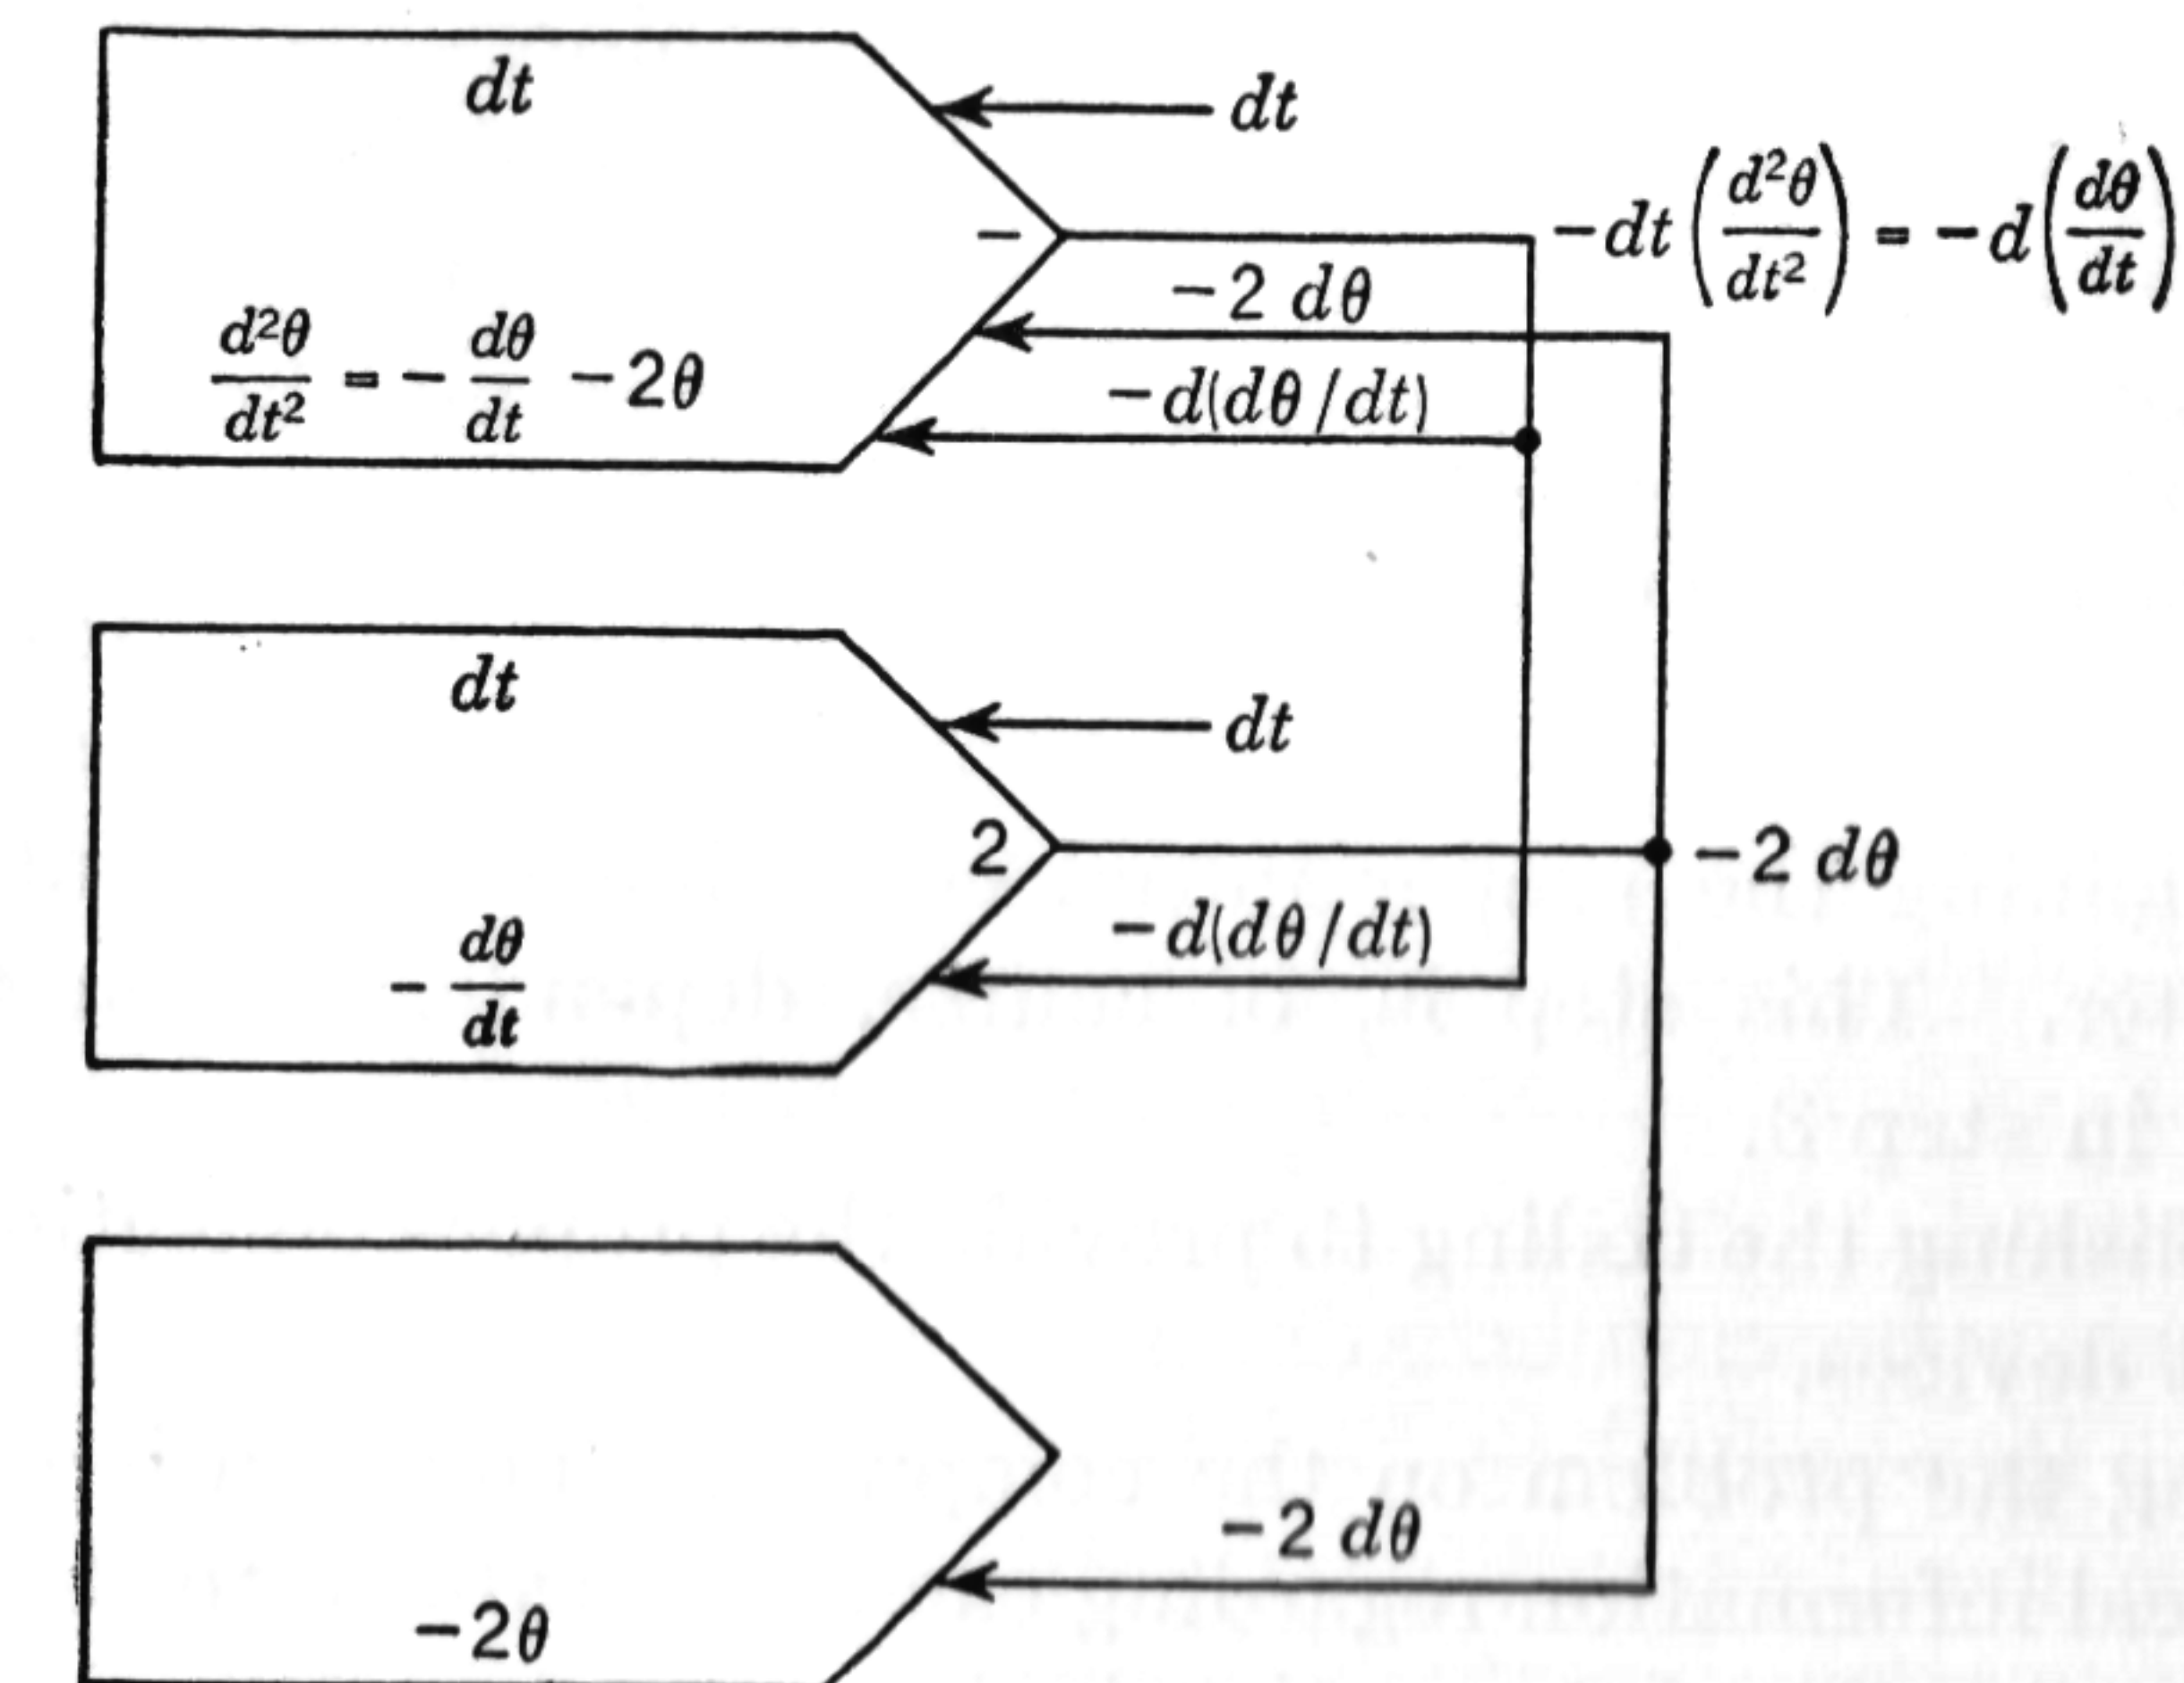 dt
dt
− −dt(d²θ/dt²) = −d(dθ/dt)
−2 dθ
d²θ/dt² = − dθ/dt −2θ
−d(dθ/dt)
dt
dt
2 −2 dθ
−d(dθ/dt)
− dθ/dt
−2 dθ
−2θ